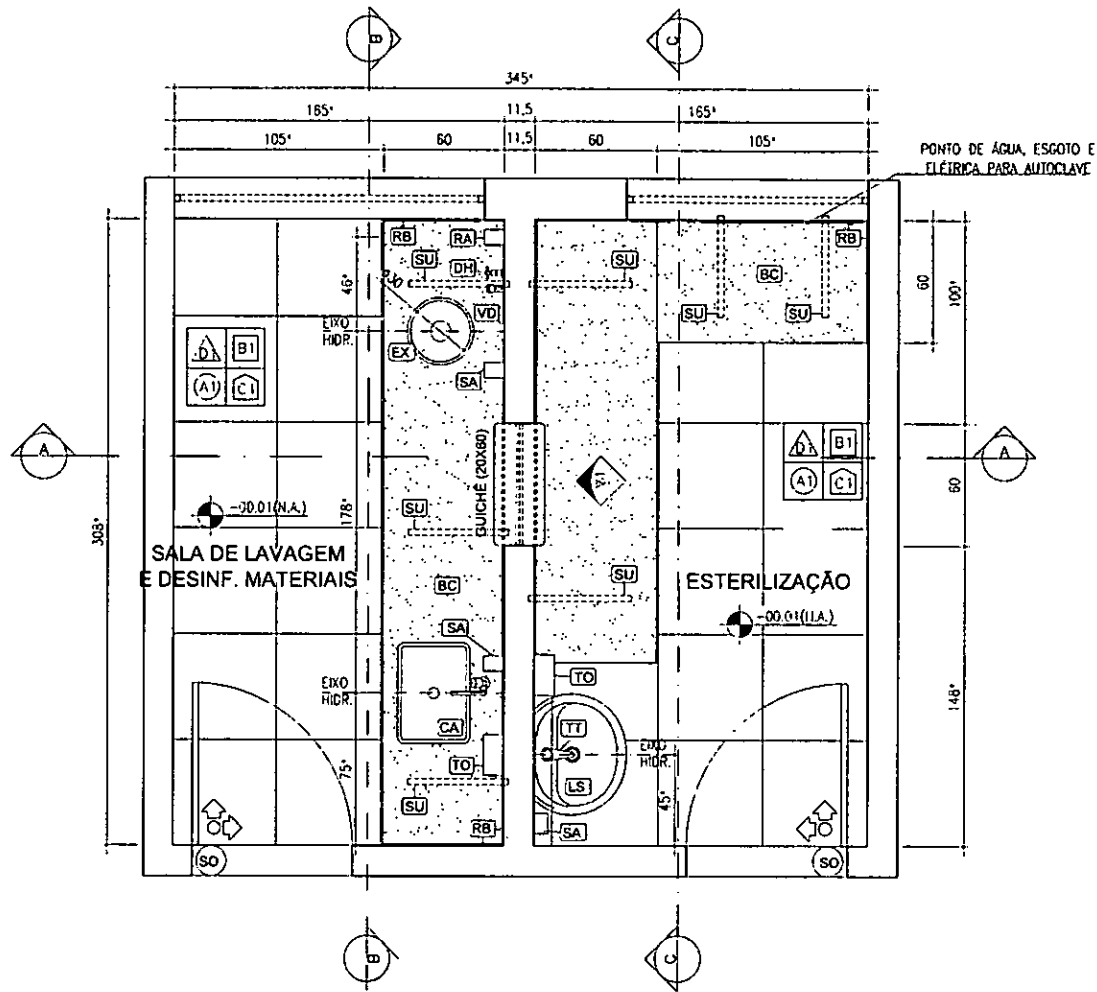 B
C
345*
165* 11,5 165*
105* 60 11,5 60 105*
PONTO DE ÁGUA, ESGOTO E
ELÉTRICA PARA AUTOCLAVE
RB RA RB
SU DH SU BC
46* 60 100*
VD SU SU
EIXO
HIDR.
EX
D1 B1
A1 C1
SA
GUICHÊ (20X60)
D1 B1
A1 C1
A A
60
308* 178*
-00.01(N.A.)
SU
SALA DE LAVAGEM
E DESINF. MATERIAIS
BC SU
ESTERILIZAÇÃO
SA
EIXO
HIDR.
TO
CA TT
EIXO
HIDR.
148*
75* TO LS 45*
SU
RB SA
SO SO
B
C